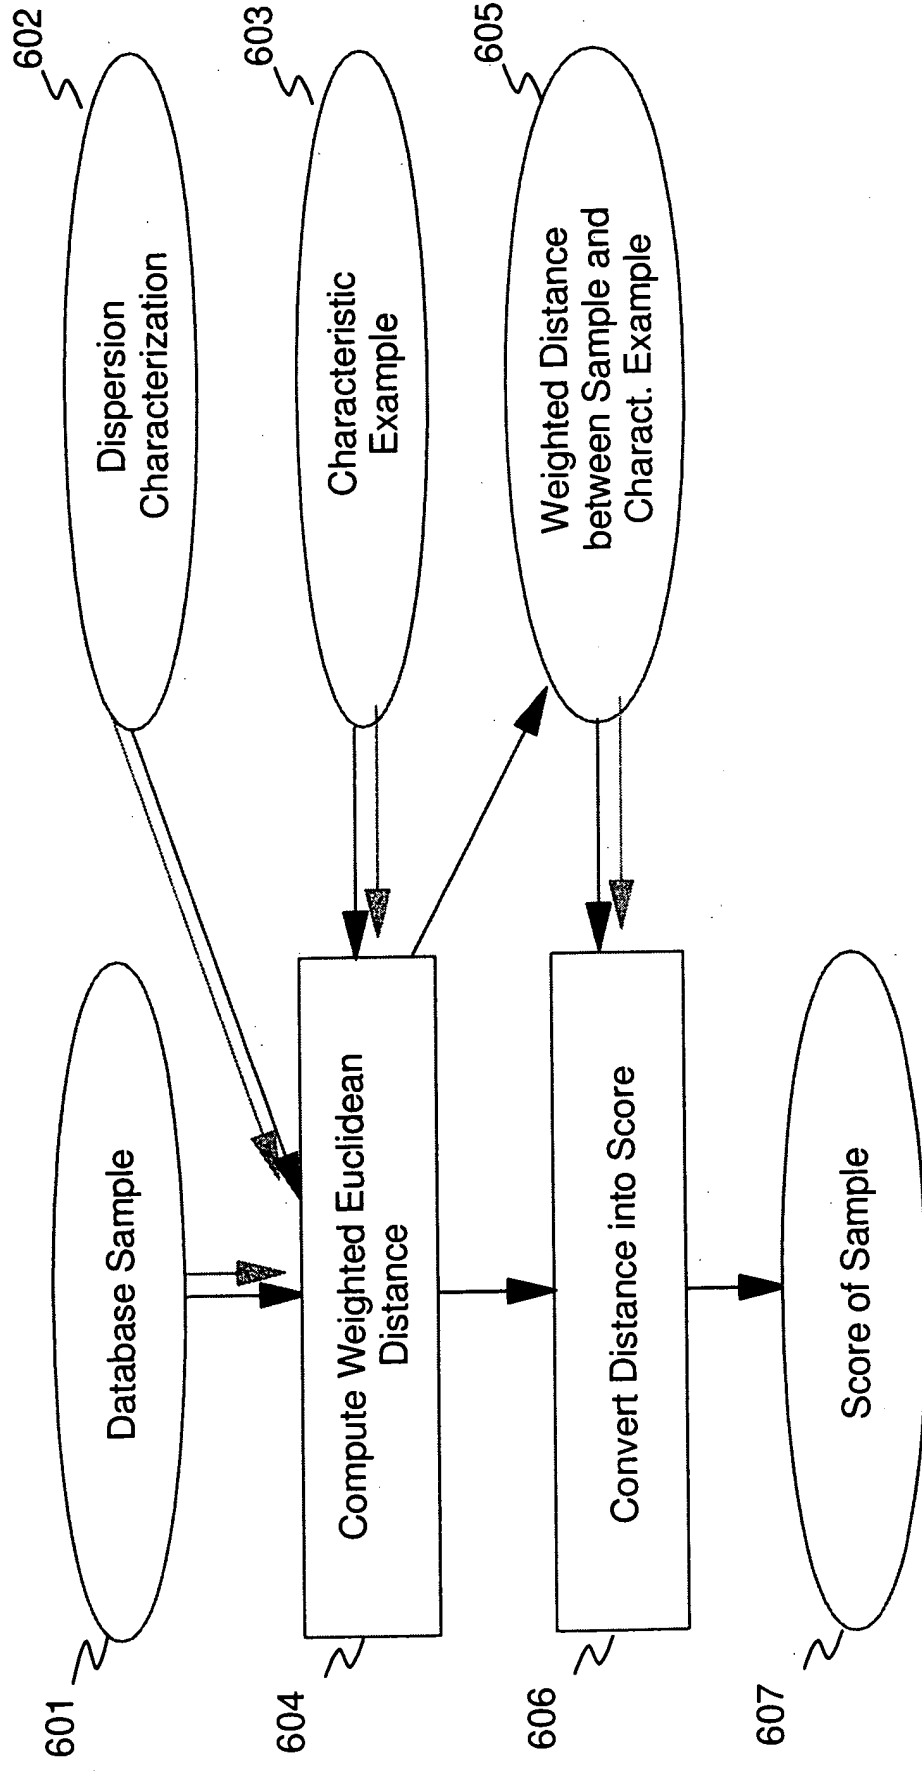 601
Database Sample
602
Dispersion
Characterization
603
Characteristic
Example
604
Compute Weighted Euclidean
Distance
605
Weighted Distance
between Sample and
Charact. Example
606
Convert Distance into Score
607
Score of Sample